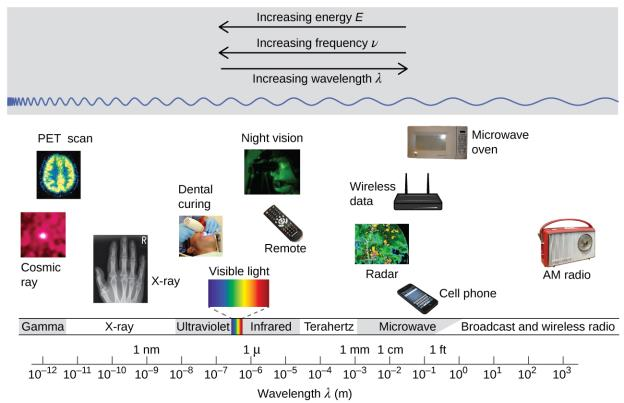 Increasing energy E
Increasing frequency ν
Increasing wavelength λ
PET scan
Night vision
Microwave
oven
Dental
curing
Wireless
data
Remote
R
Cosmic
ray
X-ray
Visible light
Radar
Cell phone
AM radio
Gamma X-ray Ultraviolet Infrared Terahertz Microwave Broadcast and wireless radio
1 nm 1 µ 1 mm 1 cm 1 ft
10⁻¹² 10⁻¹¹ 10⁻¹⁰ 10⁻⁹ 10⁻⁸ 10⁻⁷ 10⁻⁶ 10⁻⁵ 10⁻⁴ 10⁻³ 10⁻² 10⁻¹ 10⁰ 10¹ 10² 10³
Wavelength λ (m)